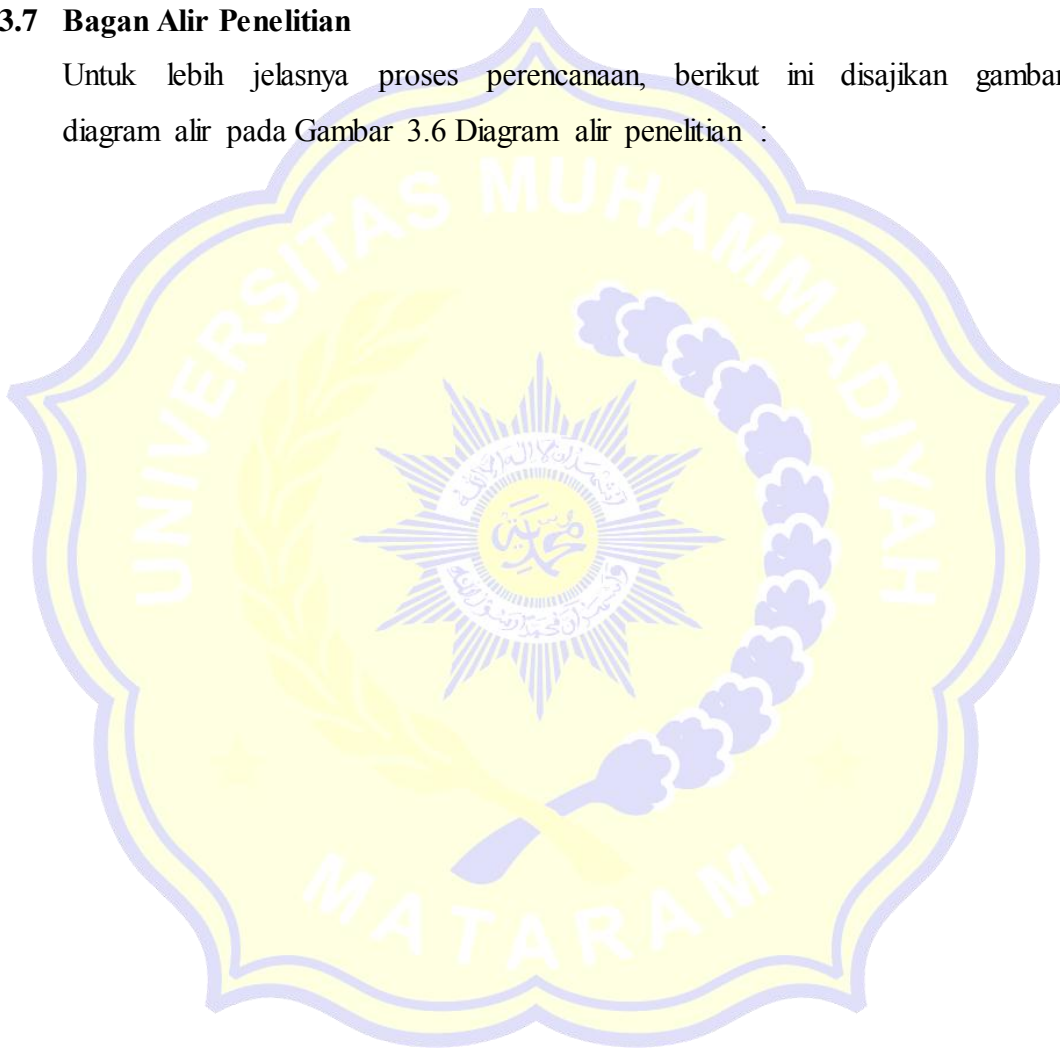 3.7 Bagan Alir Penelitian
Untuk lebih jelasnya proses perencanaan, berikut ini disajikan gambar
diagram alir pada Gambar 3.6 Diagram alir penelitian :
UNIVERSITAS MUHAMMADIYAH
MATARAM